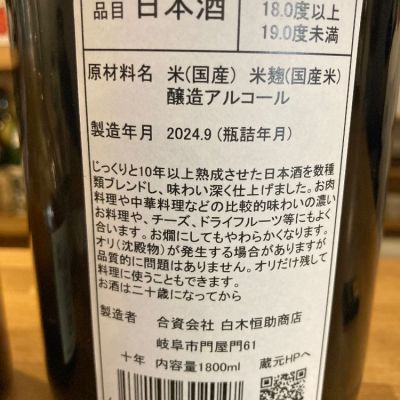 品目 日本酒 18.0度以上
19.0度未満
原材料名 米(国産) 米麹(国産米)
醸造アルコール
製造年月 2024.9 (瓶詰年月)
じっくりと10年以上熟成させた日本酒を数種
類ブレンドし、味わい深く仕上げました。お肉
料理や中華料理などの比較的味わいの濃い
お料理や、チーズ、ドライフルーツ等にもよく
合います。お燗にしてもやわらかくなります。
オリ(沈殿物)が発生する場合がありますが
品質的に問題はありません。オリだけ残して
料理に使うこともできます。
お酒は二十歳になってから
製造者 合資会社 白木恒助商店
岐阜市門屋門61
十年 内容量1800ml 蔵元HPへ